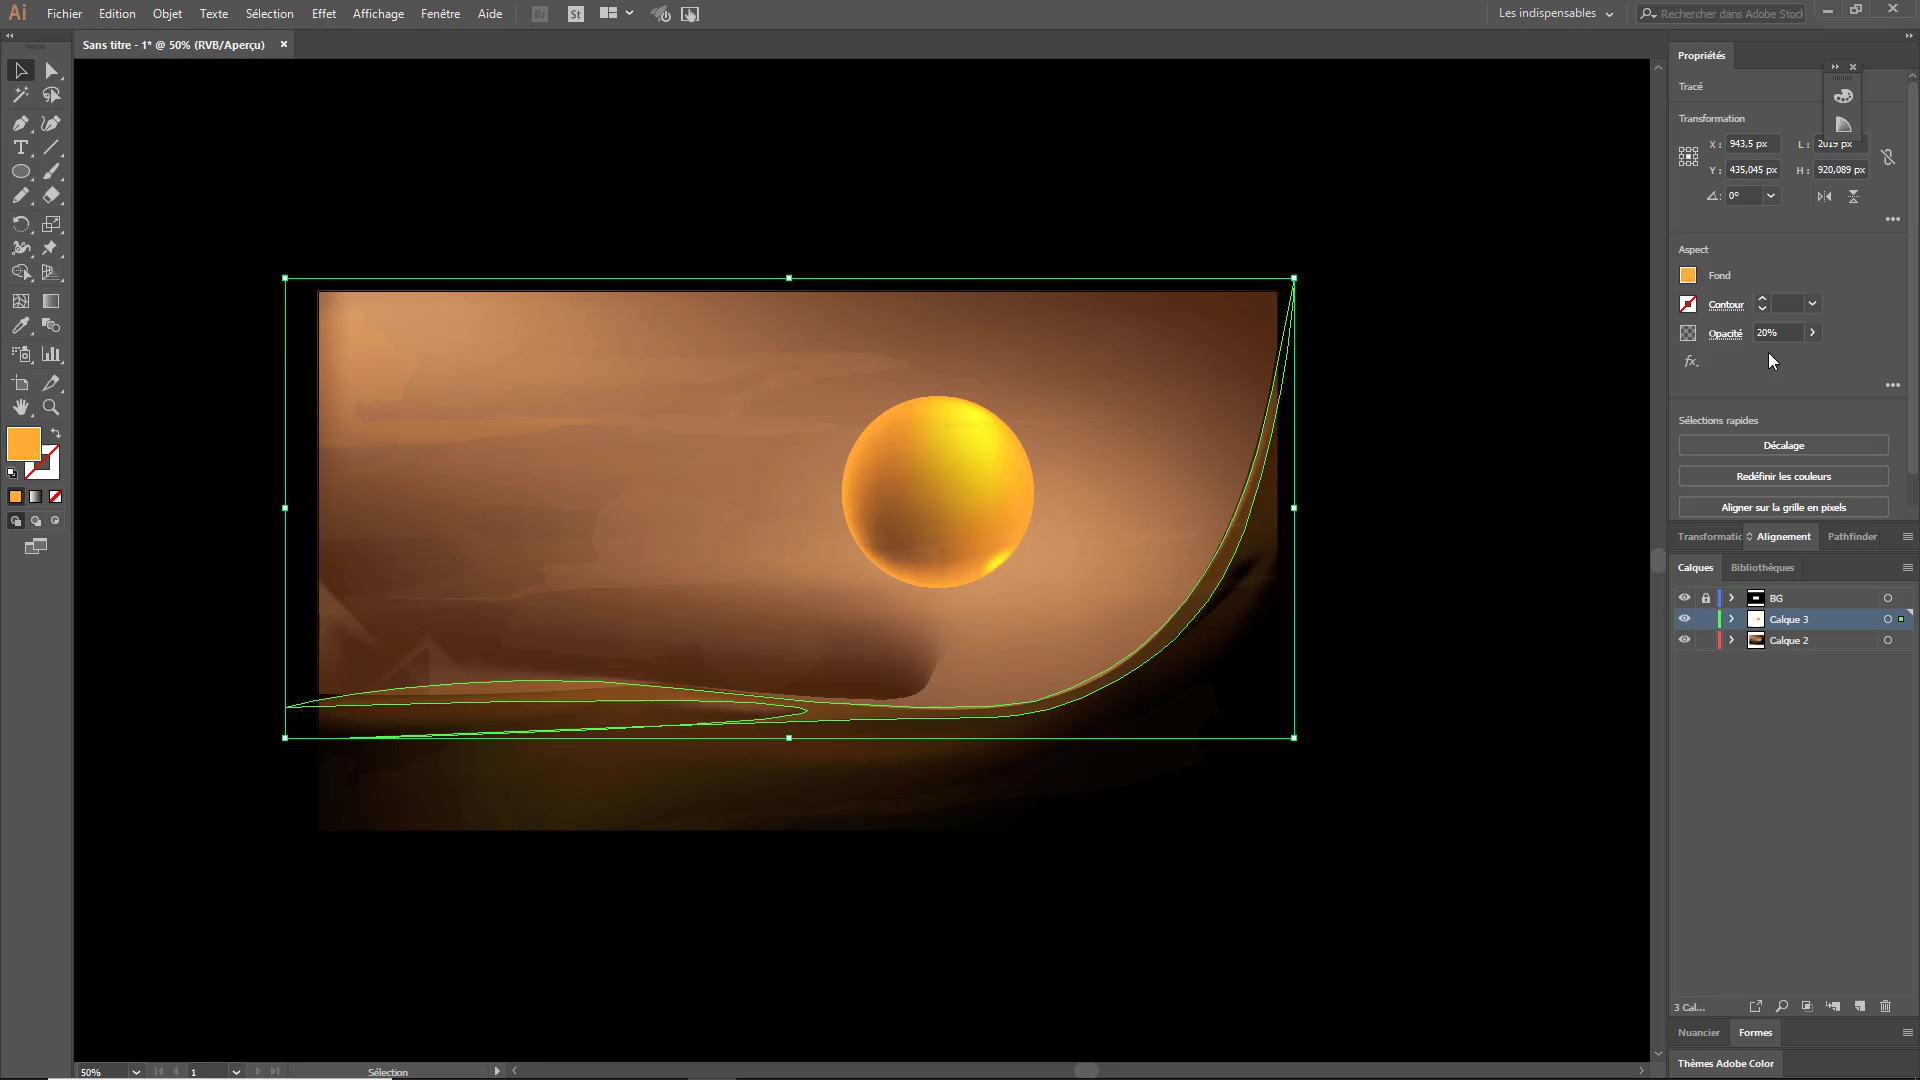 Ai Fichier Edition Objet Texte Sélection Effet Affichage Fenêtre Aide Br St Les indispensables Rechercher dans Adobe Stock
Sans titre - 1* @ 50% (RVB/Aperçu)
Propriétés
Tracé
Transformation
X : 943,5 px L : 2019 px
Y : 435,045 px H : 920,089 px
0°
Aspect
Fond
Contour
Opacité 20%
fx.
Sélections rapides
Décalage
Redéfinir les couleurs
Aligner sur la grille en pixels
Transformatic Alignement Pathfinder
Calques Bibliothèques
BG
Calque 3
Calque 2
3 Cal...
Nuancier Formes
Thèmes Adobe Color
50% 1 Sélection